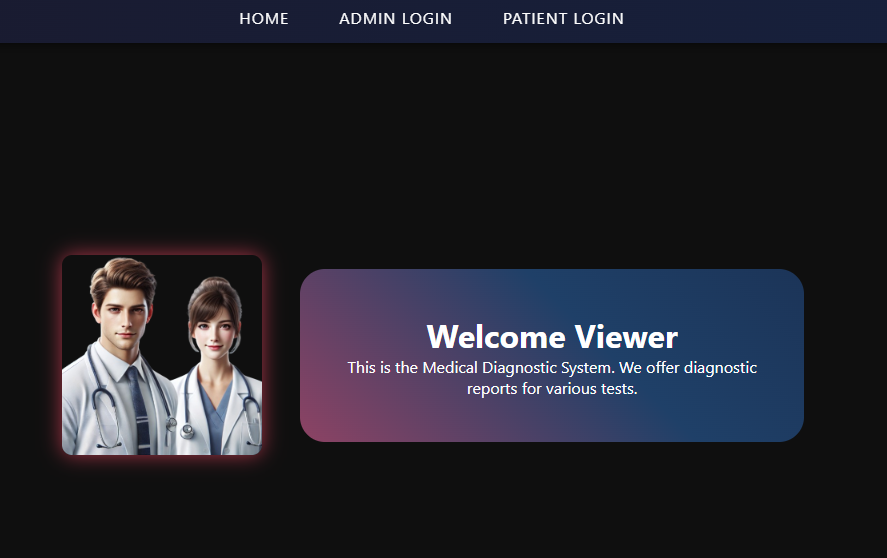 HOME ADMIN LOGIN PATIENT LOGIN
Welcome Viewer
This is the Medical Diagnostic System. We offer diagnostic
reports for various tests.